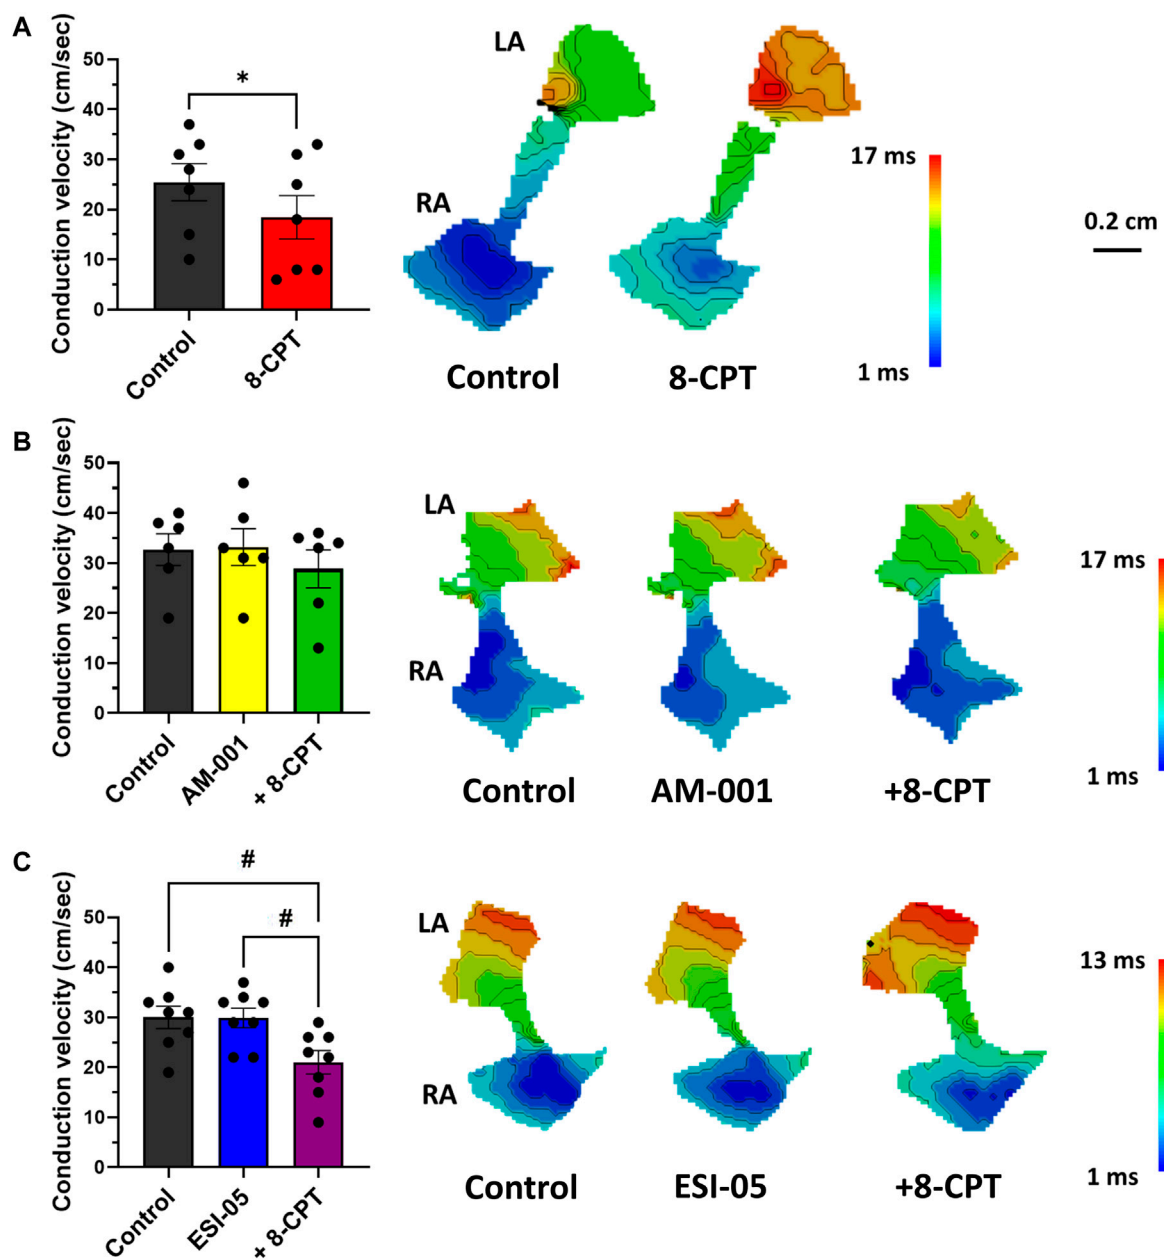 A
Conduction velocity (cm/sec)
50
40
30
20
10
0
*
Control
8-CPT
LA
RA
Control
8-CPT
17 ms
1 ms
0.2 cm
B
Conduction velocity (cm/sec)
50
40
30
20
10
0
Control
AM-001
+ 8-CPT
LA
RA
Control
AM-001
+8-CPT
17 ms
1 ms
C
Conduction velocity (cm/sec)
50
40
30
20
10
0
#
#
Control
ESI-05
+ 8-CPT
LA
RA
Control
ESI-05
+8-CPT
13 ms
1 ms